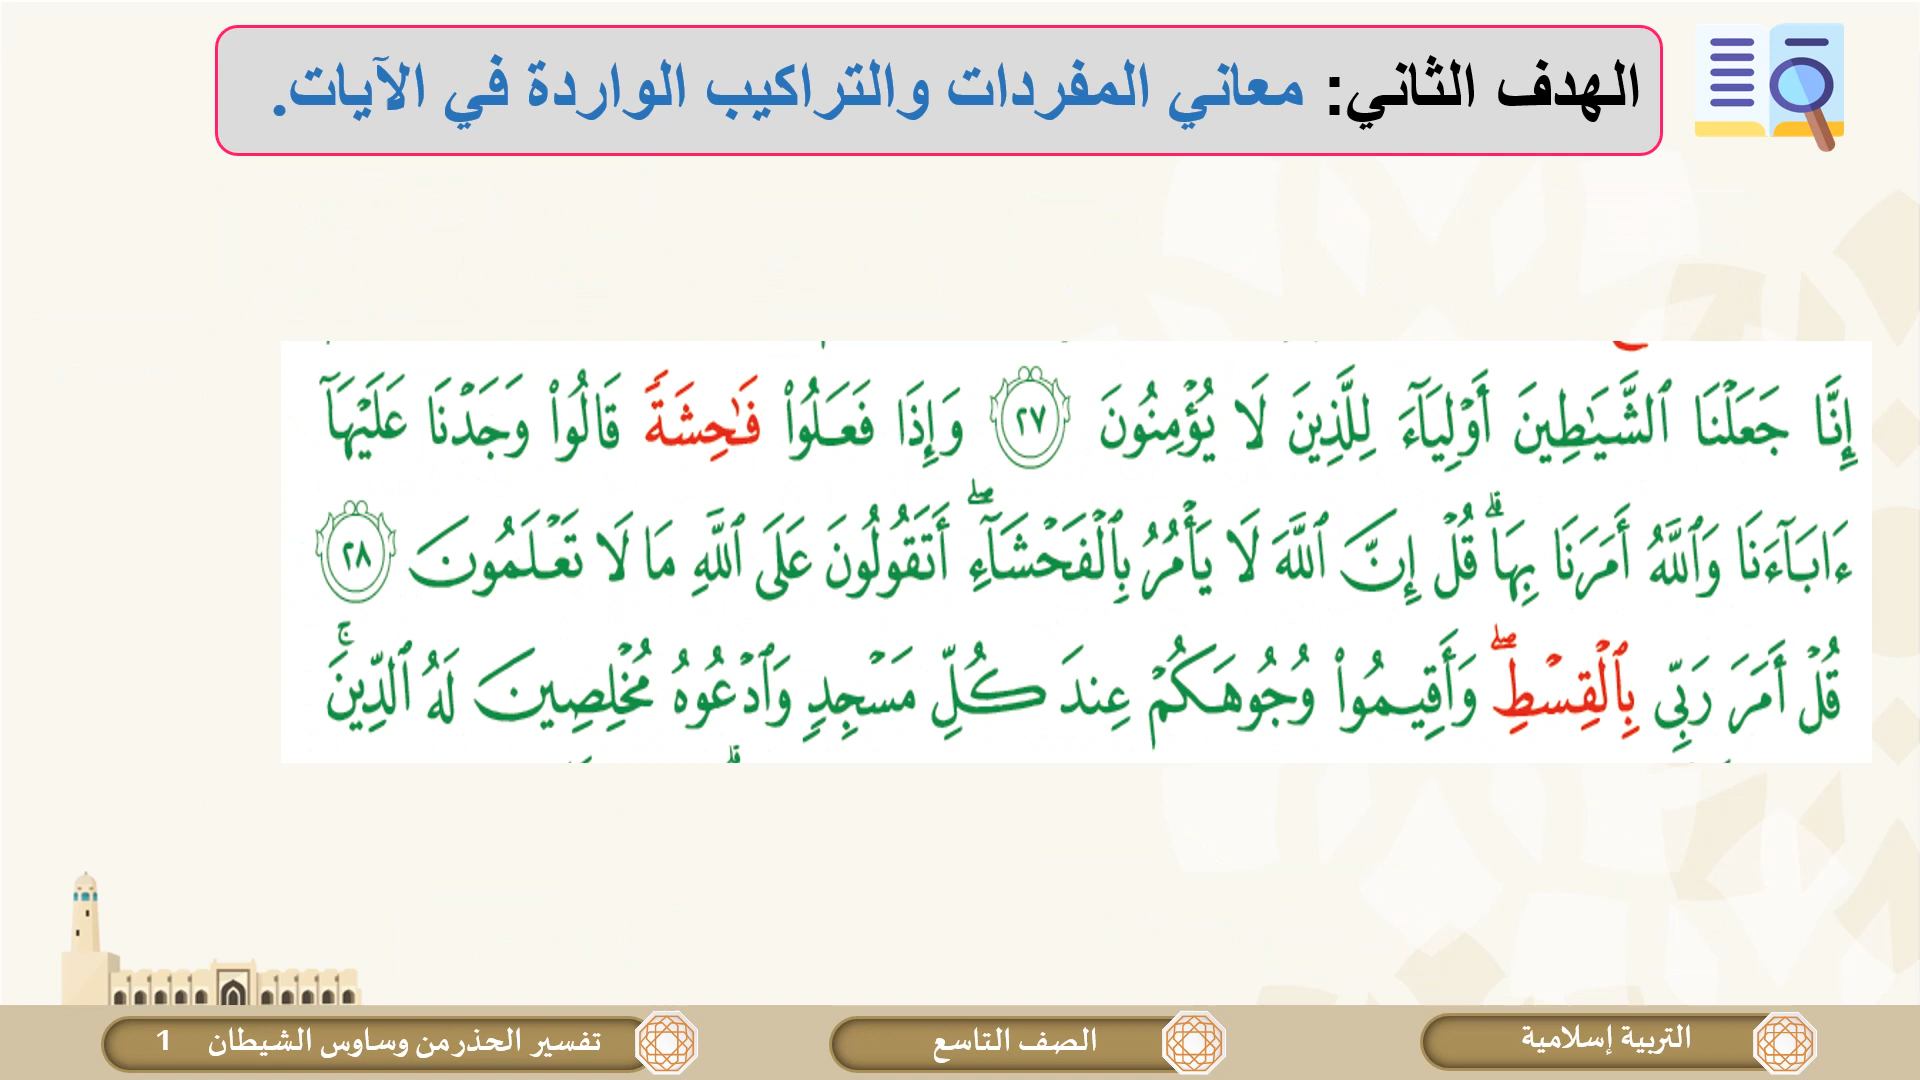 الهدف الثاني: معاني المفردات والتراكيب الواردة في الآيات.
إِنَّا جَعَلْنَا ٱلشَّيَٰطِينَ أَوْلِيَآءَ لِلَّذِينَ لَا يُؤْمِنُونَ ٢٧ وَإِذَا فَعَلُوا۟ فَٰحِشَةً قَالُوا۟ وَجَدْنَا عَلَيْهَآ
ءَابَآءَنَا وَٱللَّهُ أَمَرَنَا بِهَا ۗ قُلْ إِنَّ ٱللَّهَ لَا يَأْمُرُ بِٱلْفَحْشَآءِ ۖ أَتَقُولُونَ عَلَى ٱللَّهِ مَا لَا تَعْلَمُونَ ٢٨
قُلْ أَمَرَ رَبِّى بِٱلْقِسْطِ ۖ وَأَقِيمُوا۟ وُجُوهَكُمْ عِندَ كُلِّ مَسْجِدٍ وَٱدْعُوهُ مُخْلِصِينَ لَهُ ٱلدِّينَ ۚ
التربية إسلامية
الصف التاسع
تفسير الحذر من وساوس الشيطان 1